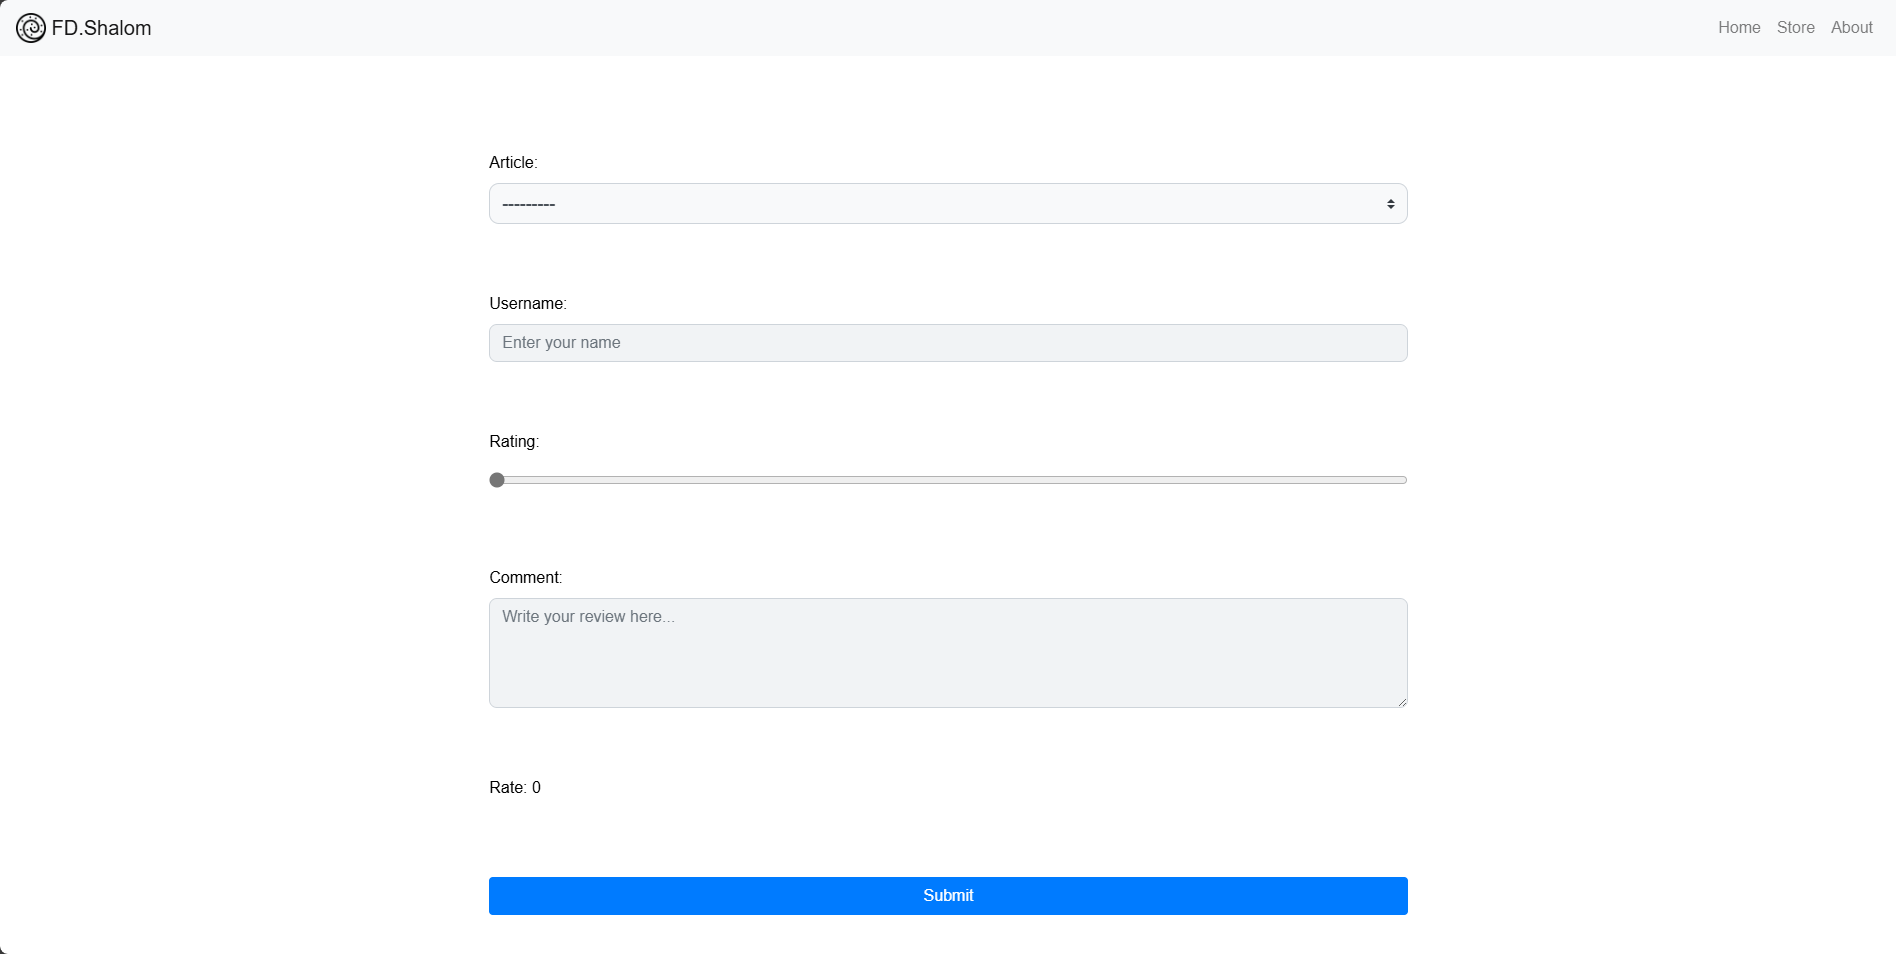 FD.Shalom
Home Store About
Article:
---------
Username:
Enter your name
Rating:
Comment:
Write your review here...
Rate: 0
Submit